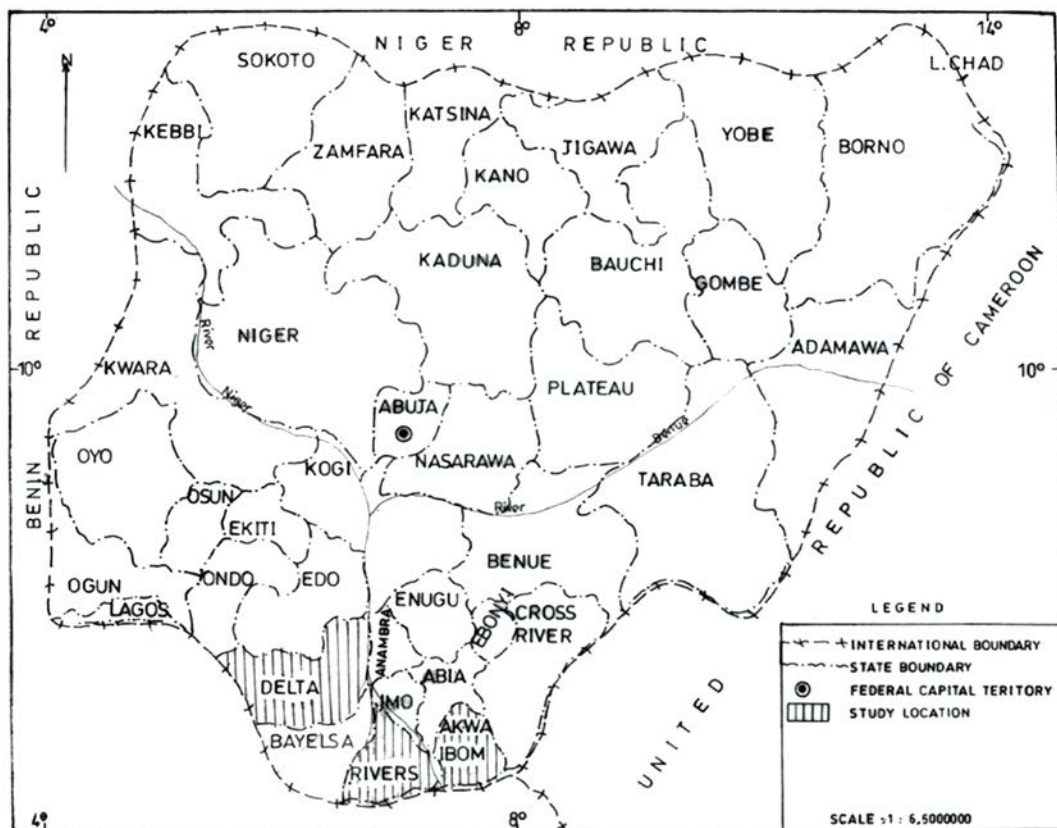 4° 8° 14°
NIGER REPUBLIC
N
L.CHAD
SOKOTO
KATSINA
KEBBI
ZAMFARA
JIGAWA
YOBE
BORNO
KANO
BENIN REPUBLIC
KADUNA
BAUCHI
GOMBE
River
NIGER
ADAMAWA
10° KWARA 10°
Niger
ABUJA
PLATEAU
UNITED REPUBLIC OF CAMEROON
OYO
KOGI
NASARAWA
Benue
TARABA
OSUN
River
EKITI
BENUE
OGUN
ONDO
EDO
ENUGU
EBONYI
CROSS
RIVER
LAGOS
ANAMBRA
ABIA
DELTA
IMO
BAYELSA
AKWA
IBOM
RIVERS
LEGEND
INTERNATIONAL BOUNDARY
STATE BOUNDARY
FEDERAL CAPITAL TERITORY
STUDY LOCATION
SCALE :1 : 6,5000000
4° 8°